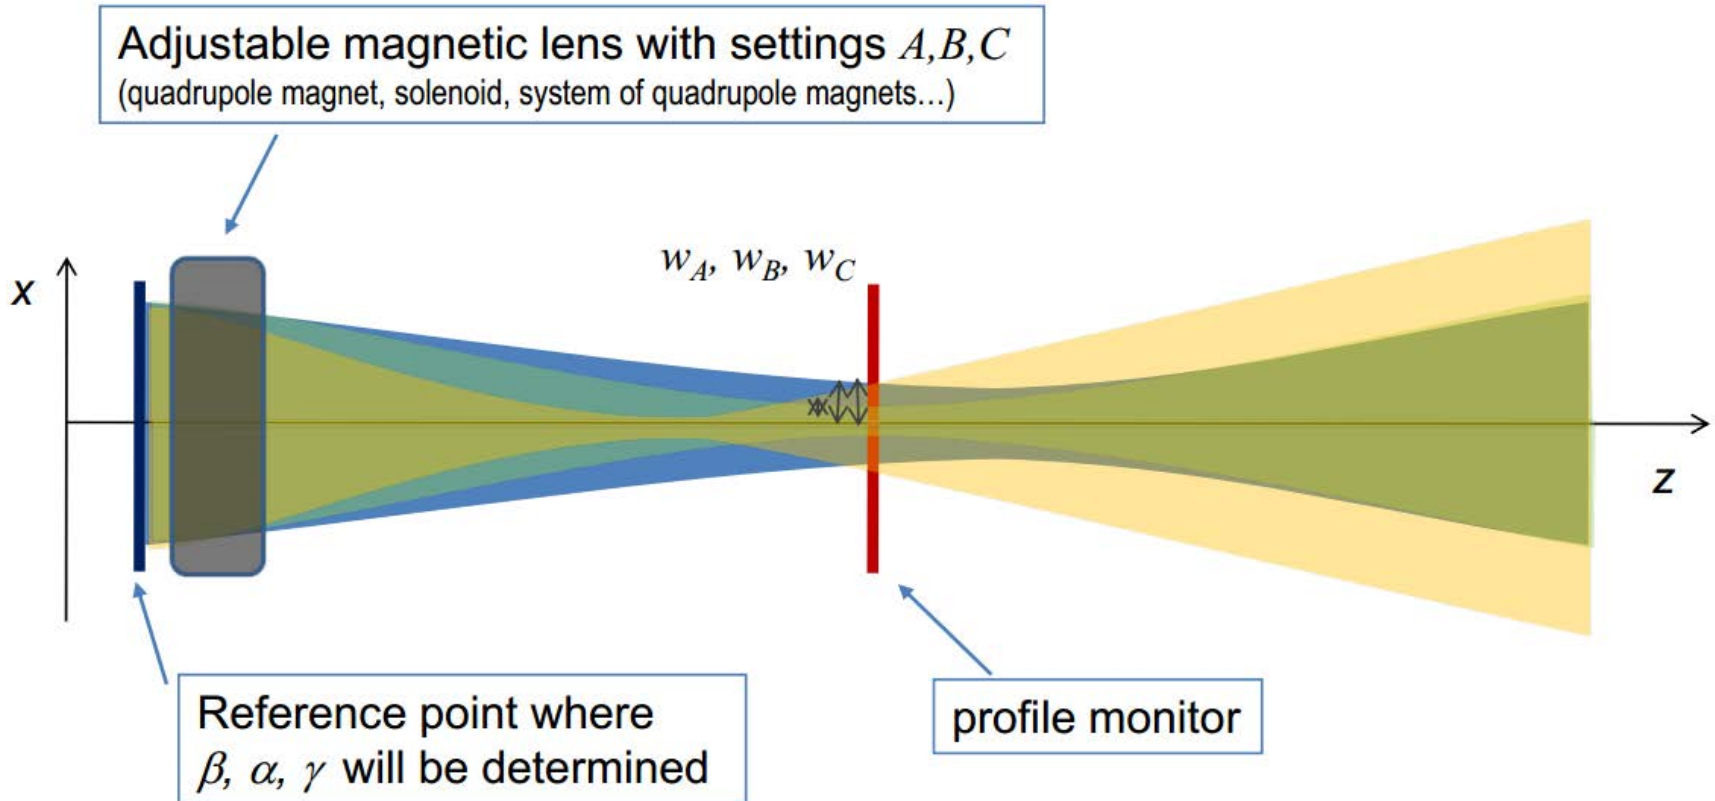 Adjustable magnetic lens with settings A,B,C
(quadrupole magnet, solenoid, system of quadrupole magnets…)
w_A, w_B, w_C
x
z
Reference point where
β, α, γ will be determined
profile monitor